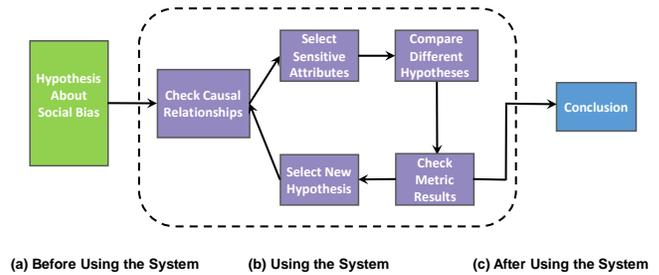 Hypothesis
About
Social Bias
Check Causal
Relationships
Select
Sensitive
Attributes
Compare
Different
Hypotheses
Select New
Hypothesis
Check
Metric
Results
Conclusion
(a) Before Using the System
(b) Using the System
(c) After Using the System